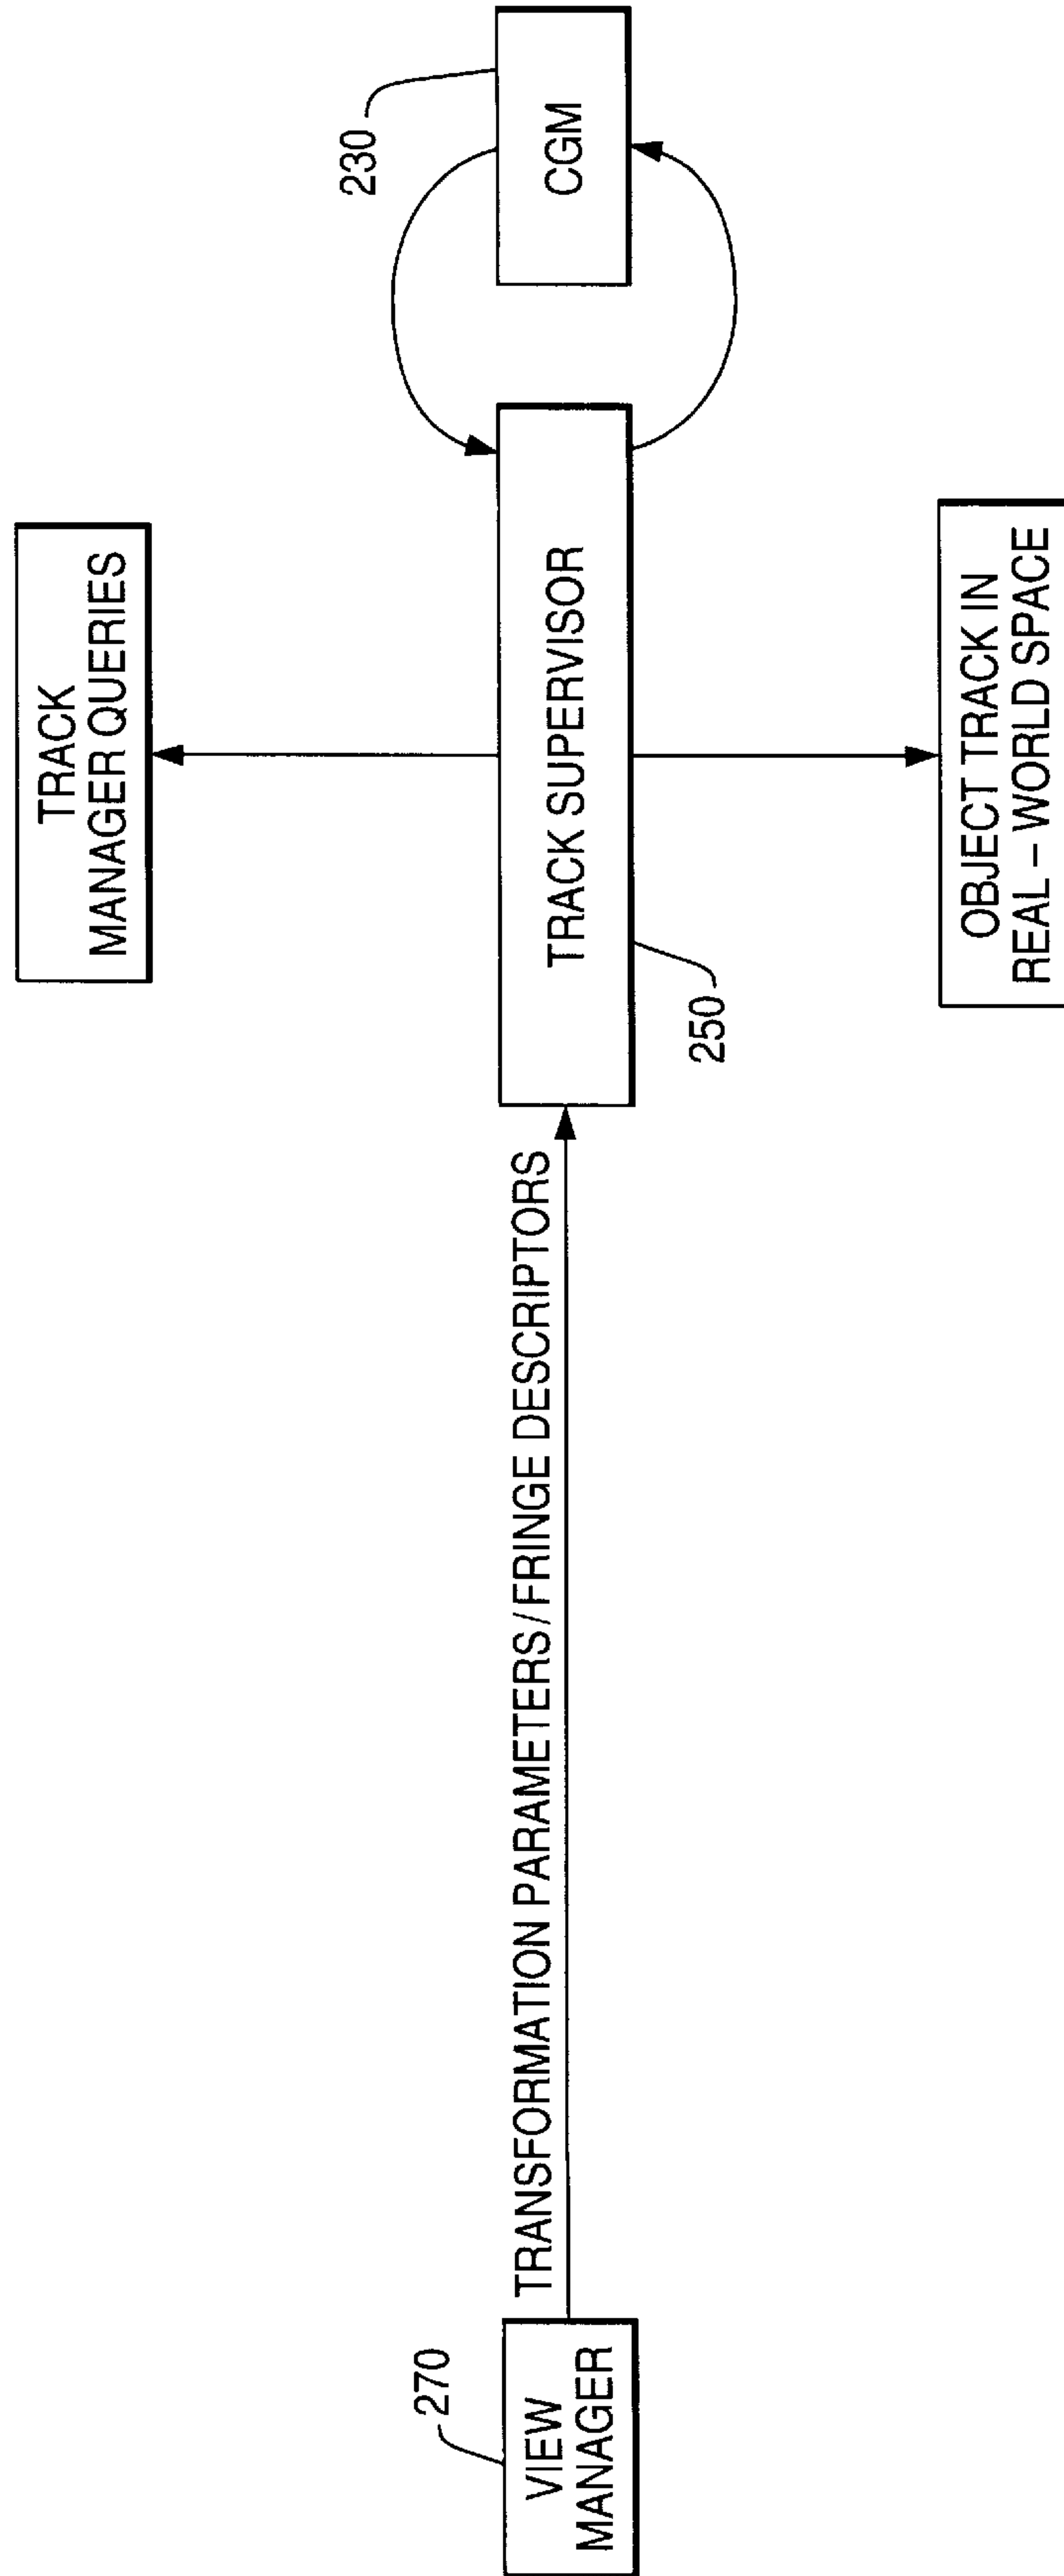 TRACK
MANAGER QUERIES
230
CGM
270
VIEW
MANAGER
TRANSFORMATION PARAMETERS/FRINGE DESCRIPTORS
TRACK SUPERVISOR
250
OBJECT TRACK IN
REAL – WORLD SPACE